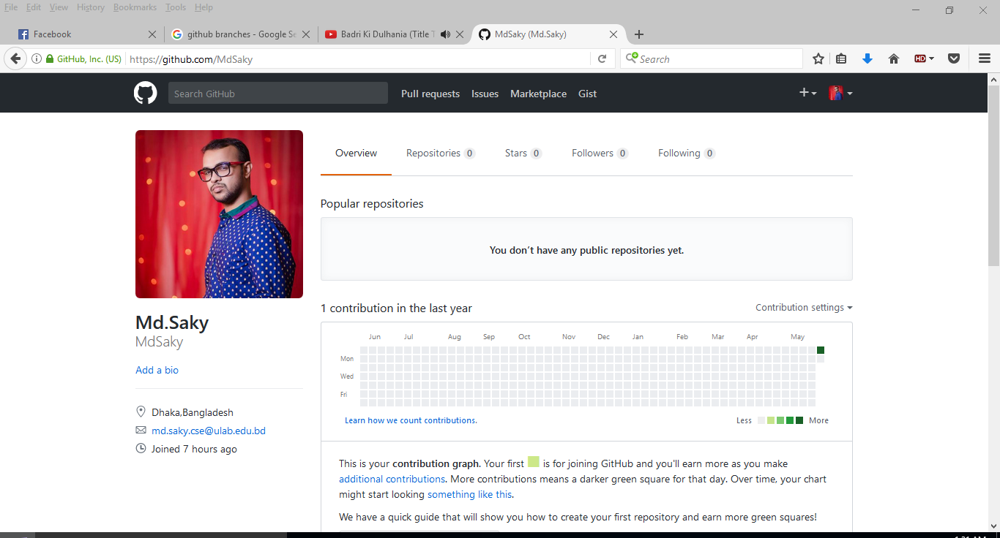 File Edit View History Bookmarks Tools Help
Facebook github branches - Google Se Badri Ki Dulhania (Title T MdSaky (Md.Saky)
GitHub, Inc. (US) https://github.com/MdSaky Search HD
Search GitHub Pull requests Issues Marketplace Gist
Overview Repositories 0 Stars 0 Followers 0 Following 0
Popular repositories
You don’t have any public repositories yet.
1 contribution in the last year Contribution settings
Md.Saky
MdSaky
Add a bio
Dhaka,Bangladesh
md.saky.cse@ulab.edu.bd
Joined 7 hours ago
Jun Jul Aug Sep Oct Nov Dec Jan Feb Mar Apr May
Mon
Wed
Fri
Learn how we count contributions. Less More
This is your contribution graph. Your first is for joining GitHub and you'll earn more as you make
additional contributions. More contributions means a darker green square for that day. Over time, your chart
might start looking something like this.
We have a quick guide that will show you how to create your first repository and earn more green squares!